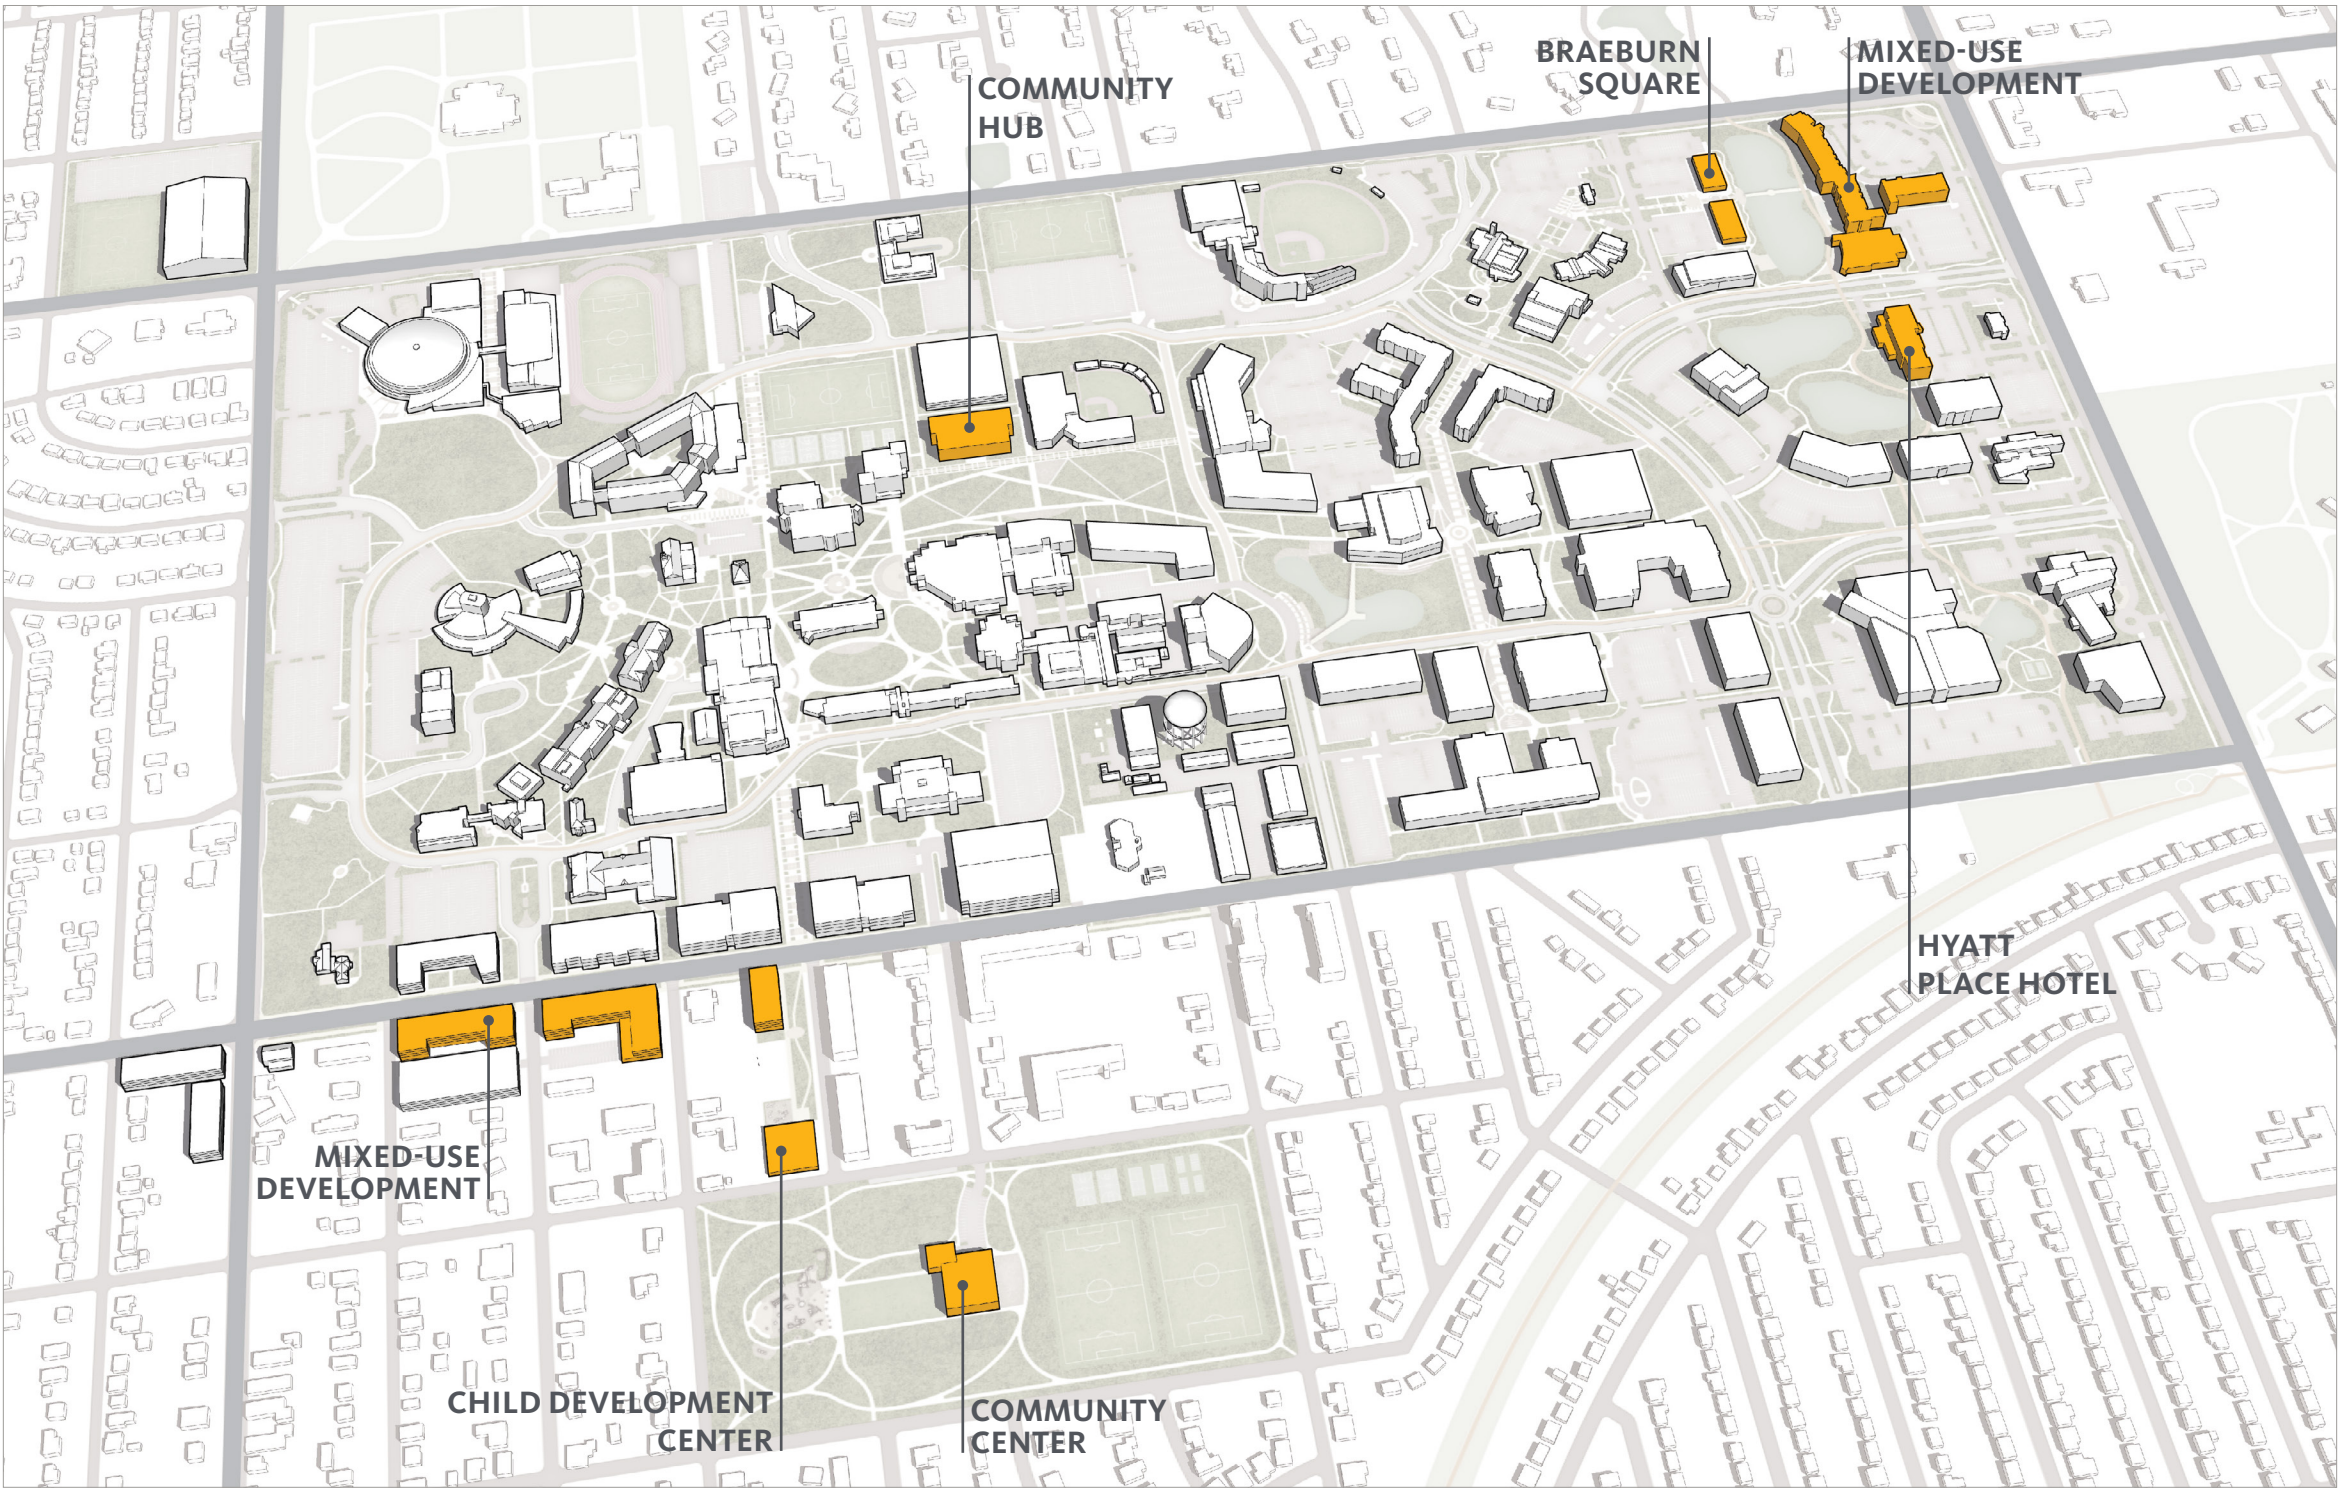 BRAEBURN
SQUARE
MIXED-USE
DEVELOPMENT
COMMUNITY
HUB
HYATT
PLACE HOTEL
MIXED-USE
DEVELOPMENT
CHILD DEVELOPMENT
CENTER
COMMUNITY
CENTER